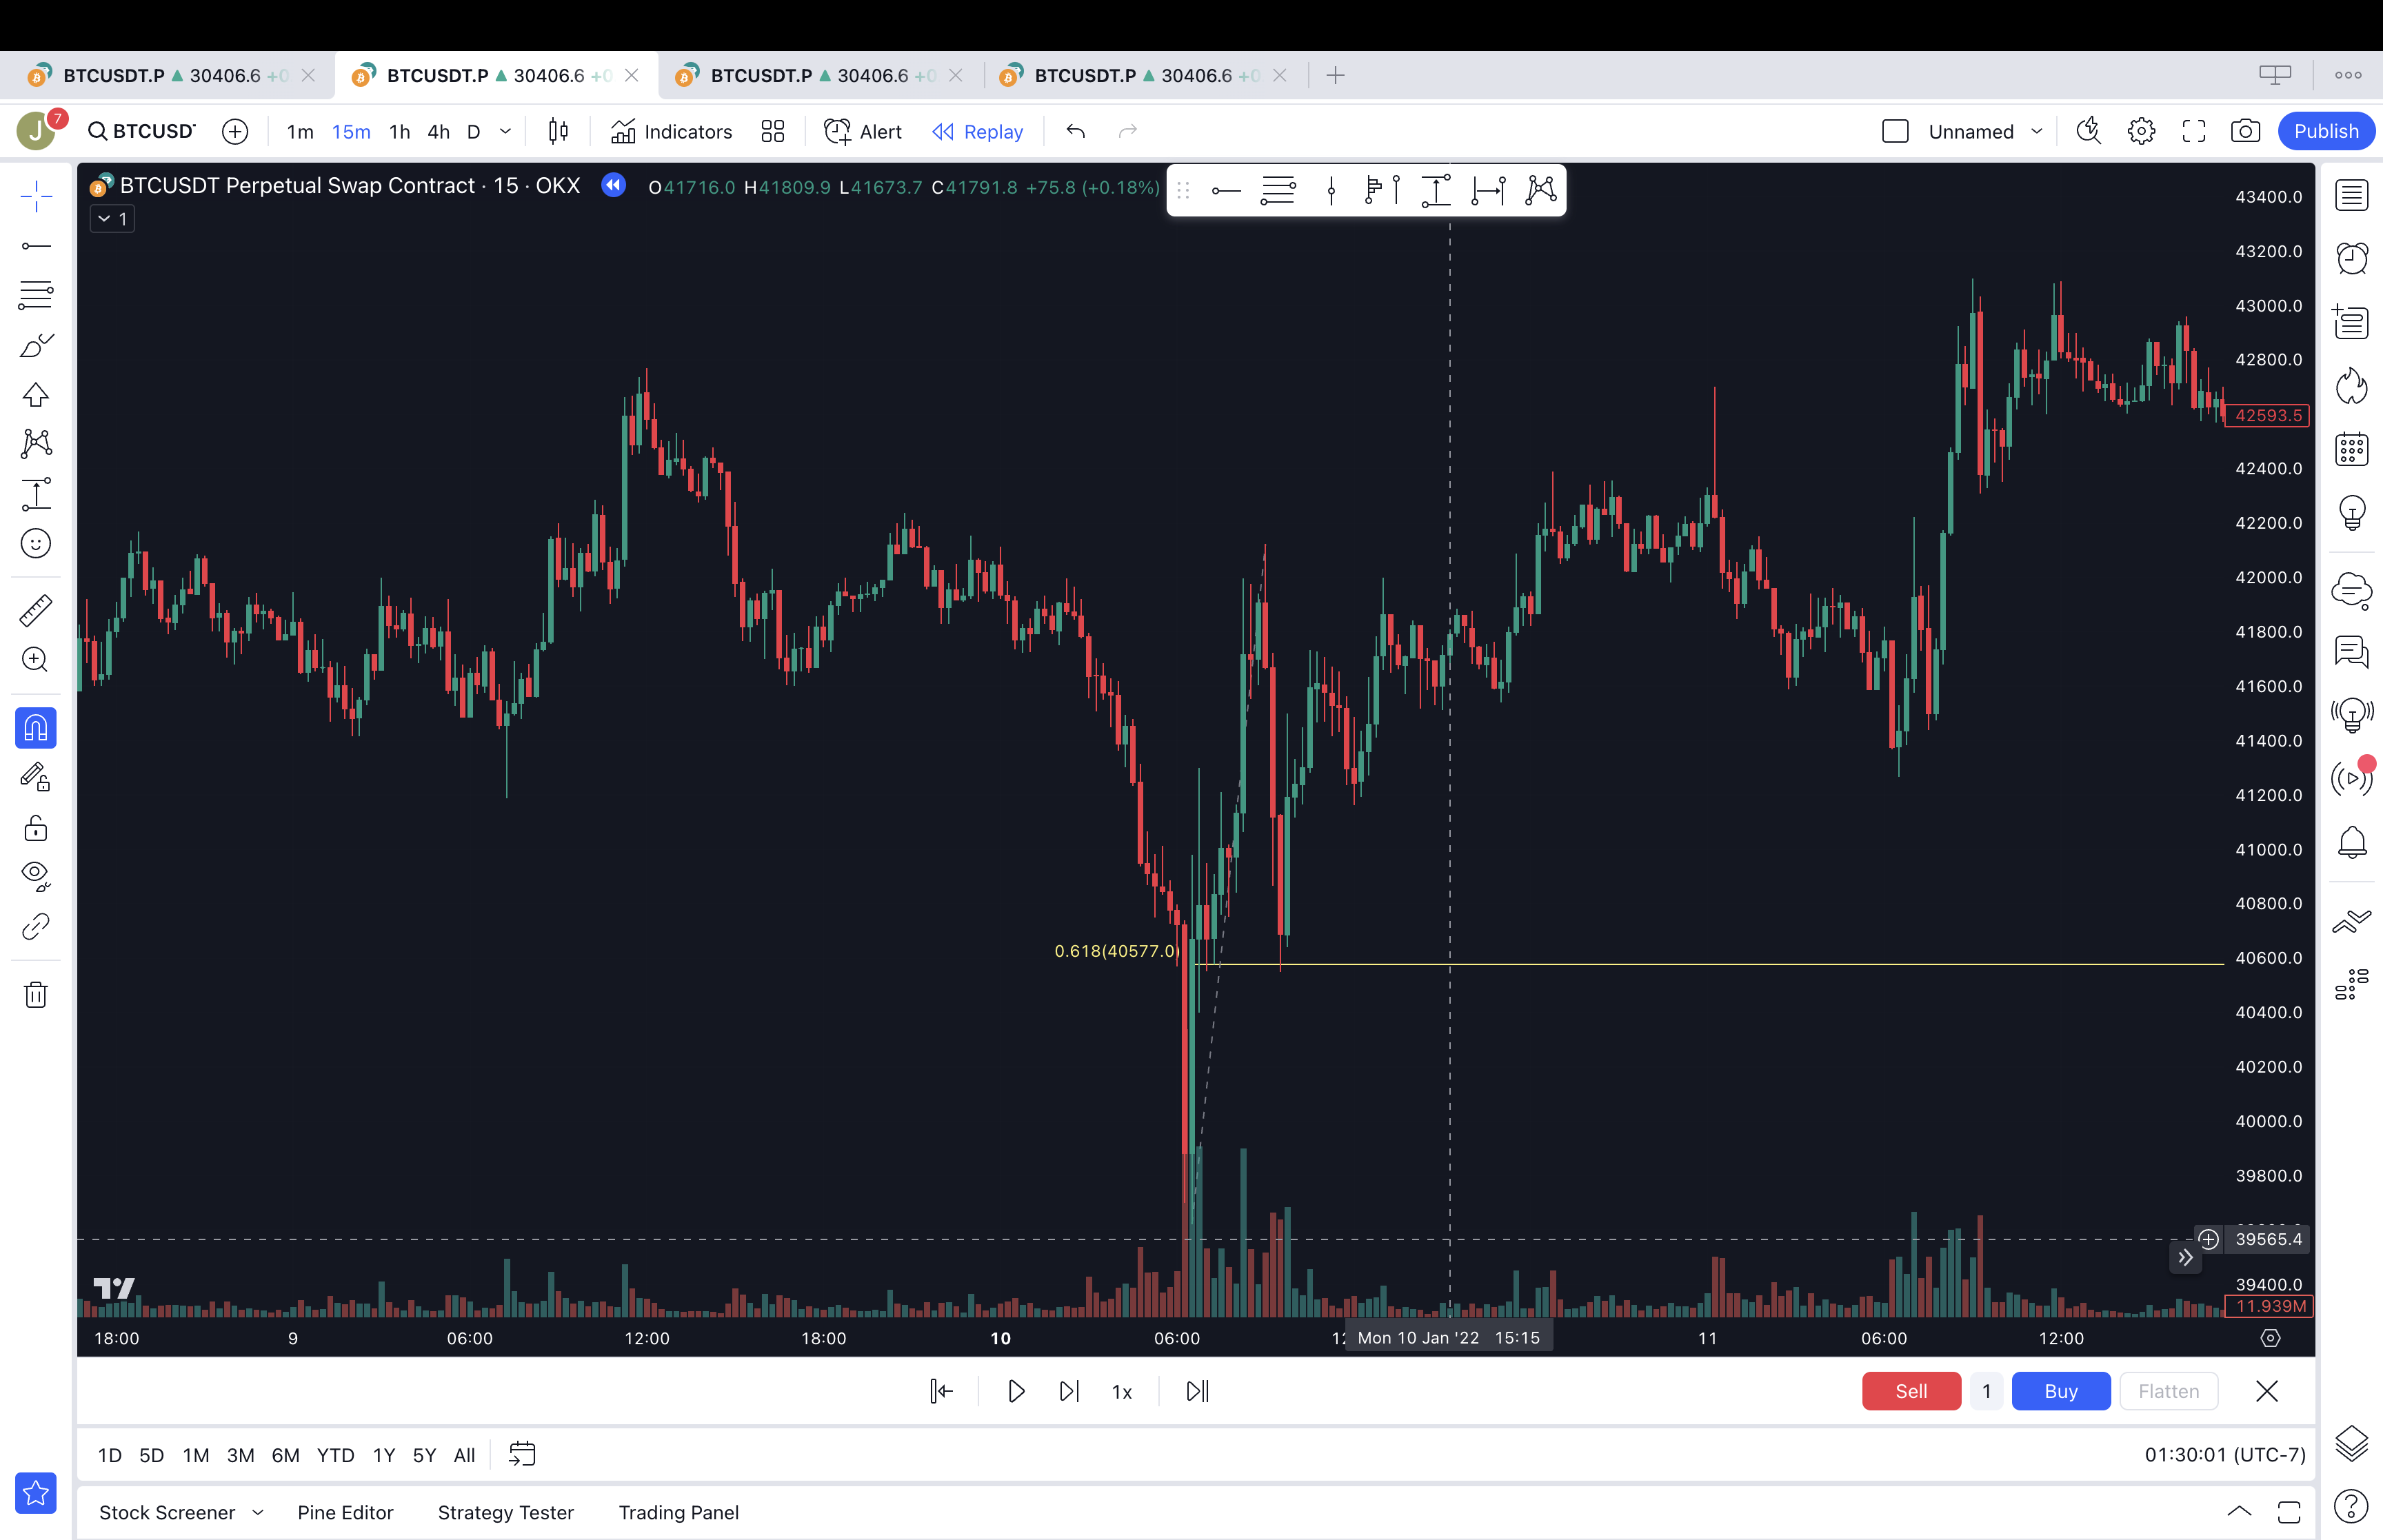 BTCUSDT.P ▲ 30406.6 +0 BTCUSDT.P ▲ 30406.6 +0 BTCUSDT.P ▲ 30406.6 +0 BTCUSDT.P ▲ 30406.6 +0
J 7 BTCUSD 1m 15m 1h 4h D Indicators Alert Replay Unnamed Publish
BTCUSDT Perpetual Swap Contract · 15 · OKX O41716.0 H41809.9 L41673.7 C41791.8 +75.8 (+0.18%)
1
43400.0
43200.0
43000.0
42800.0
42593.5
42400.0
42200.0
42000.0
41800.0
41600.0
41400.0
41200.0
41000.0
40800.0
0.618(40577.0)
40600.0
40400.0
40200.0
40000.0
39800.0
39565.4
39400.0
11.939M
18:00 9 06:00 12:00 18:00 10 06:00 Mon 10 Jan '22 15:15 11 06:00 12:00
1x Sell 1 Buy Flatten
1D 5D 1M 3M 6M YTD 1Y 5Y All 01:30:01 (UTC-7)
Stock Screener Pine Editor Strategy Tester Trading Panel